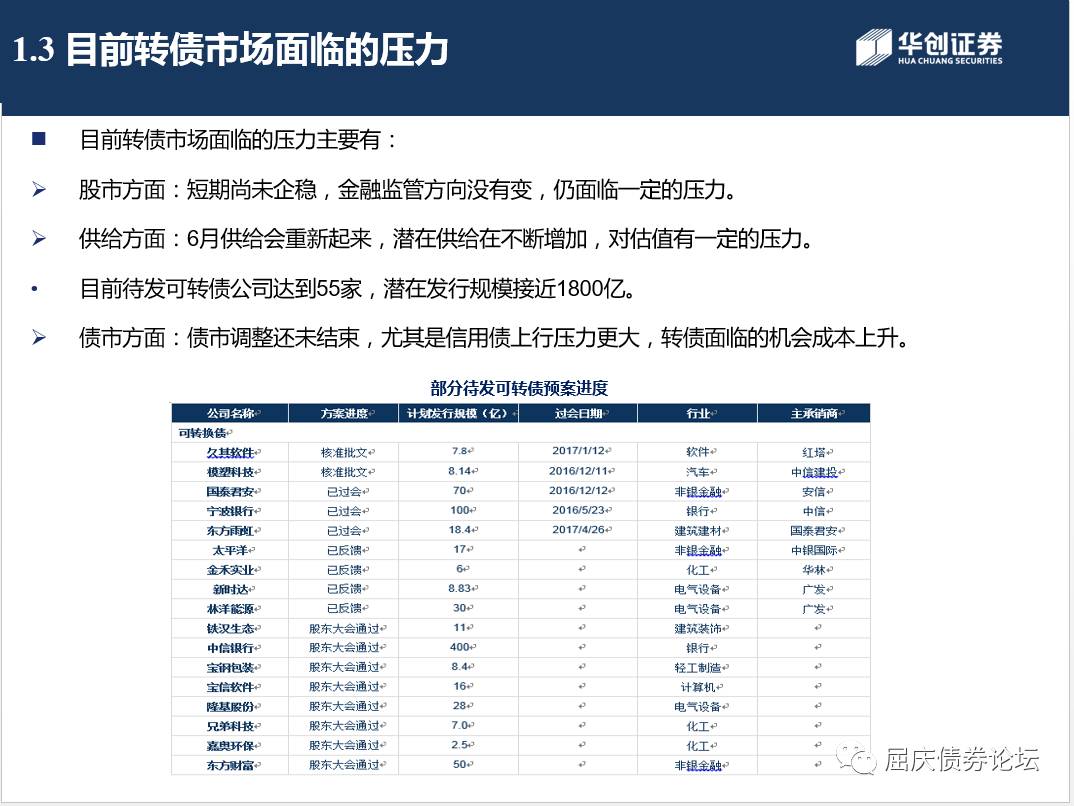 1.3 目前转债市场面临的压力
华创证券
HUA CHUANG SECURITIES
■ 目前转债市场面临的压力主要有：
➢ 股市方面：短期尚未企稳，金融监管方向没有变，仍面临一定的压力。
➢ 供给方面：6月供给会重新起来，潜在供给在不断增加，对估值有一定的压力。
• 目前待发可转债公司达到55家，潜在发行规模接近1800亿。
➢ 债市方面：债市调整还未结束，尤其是信用债上行压力更大，转债面临的机会成本上升。
部分待发可转债预案进度
公司名称 方案进度 计划发行规模（亿） 过会日期 行业 主承销商
可转换债
久其软件 核准批文 7.8 2017/1/12 软件 红塔
模塑科技 核准批文 8.14 2016/12/11 汽车 中信建投
国泰君安 已过会 70 2016/12/12 非银金融 安信
宁波银行 已过会 100 2016/5/23 银行 中信
东方雨虹 已过会 18.4 2017/4/26 建筑建材 国泰君安
太平洋 已反馈 17 非银金融 中银国际
金禾实业 已反馈 6 化工 华林
新时达 已反馈 8.83 电气设备 广发
林洋能源 已反馈 30 电气设备 广发
铁汉生态 股东大会通过 11 建筑装饰
中信银行 股东大会通过 400 银行
宝钢包装 股东大会通过 8.4 轻工制造
宝信软件 股东大会通过 16 计算机
隆基股份 股东大会通过 28 电气设备
兄弟科技 股东大会通过 7.0 化工
嘉奥环保 股东大会通过 2.5 化工
东方财富 股东大会通过 50 非银金融
屈庆债券论坛